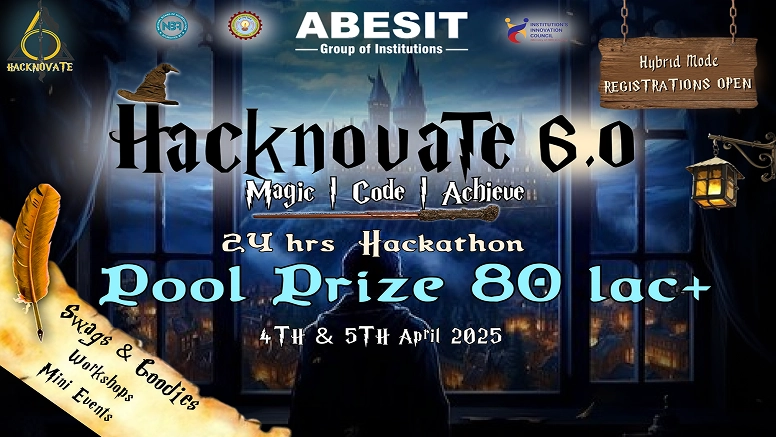 HACKNOVATE
NBA
ABESIT
Group of Institutions
INSTITUTION'S
INNOVATION
COUNCIL
Hybrid Mode
REGISTRATIONS OPEN
Hacknovate 6.0
Magic | Code | Achieve
24 hrs Hackathon
Pool Prize 80 lac+
4TH & 5TH April 2025
Swags & Goodies
Workshops
Mini Events